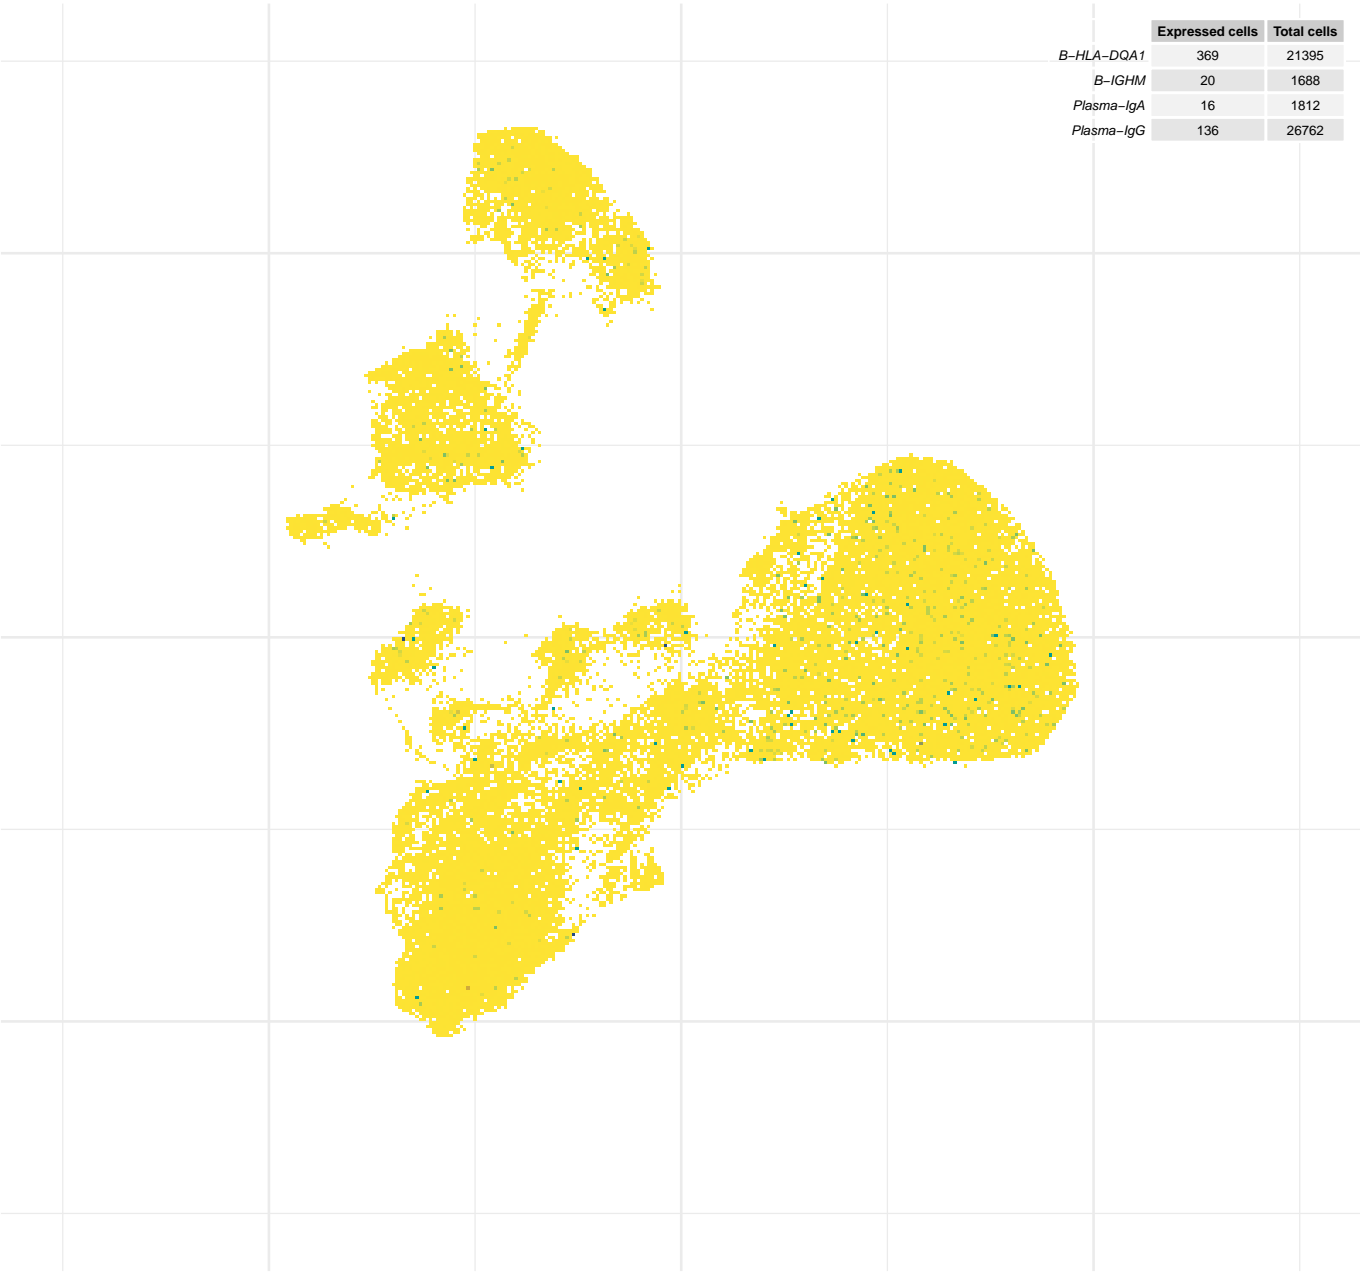 Expressed cells Total cells
B−HLA−DQA1 369 21395
B−IGHM 20 1688
Plasma−IgA 16 1812
Plasma−IgG 136 26762